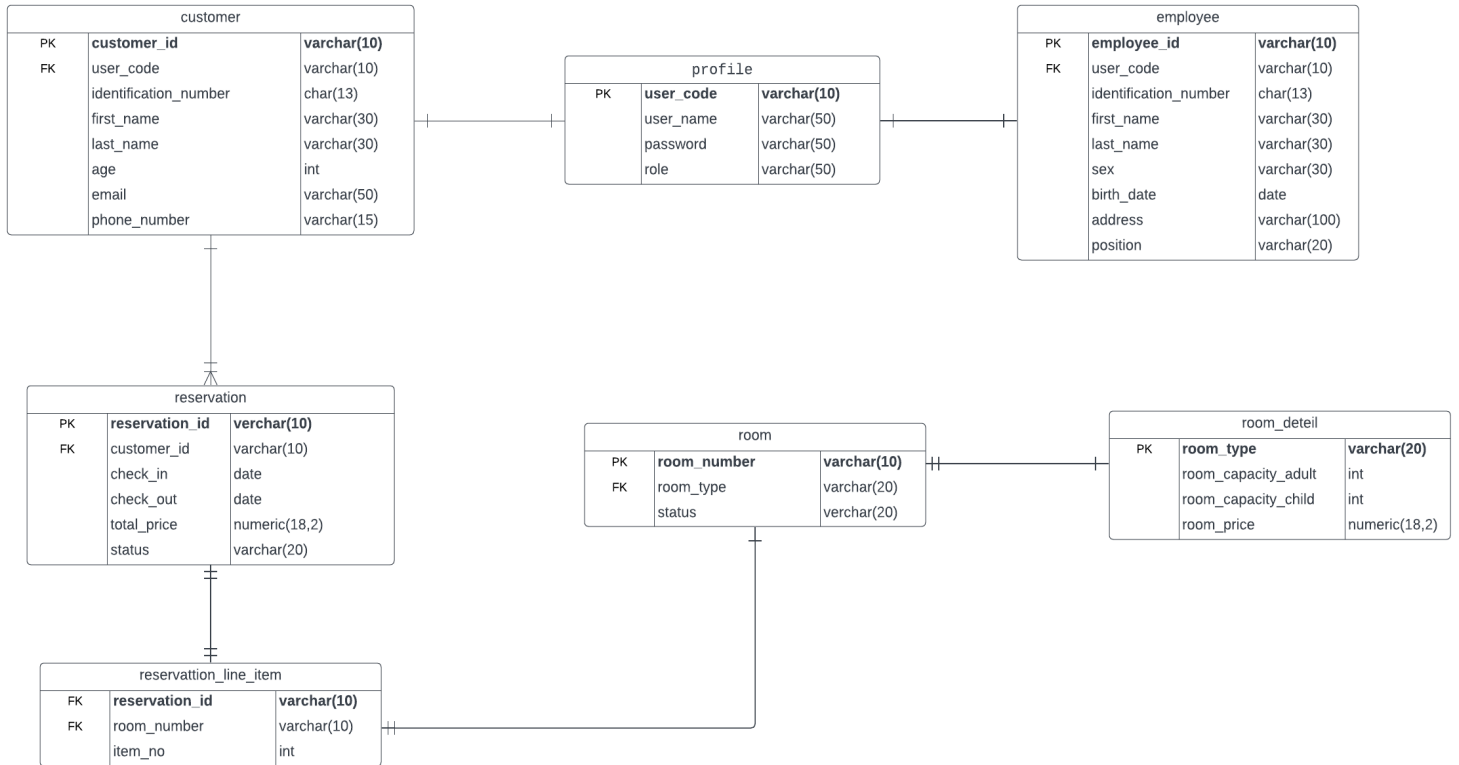 customer
PK customer_id varchar(10)
FK user_code varchar(10)
identification_number char(13)
first_name varchar(30)
last_name varchar(30)
age int
email varchar(50)
phone_number varchar(15)
profile
PK user_code varchar(10)
user_name varchar(50)
password varchar(50)
role varchar(50)
employee
PK employee_id varchar(10)
FK user_code varchar(10)
identification_number char(13)
first_name varchar(30)
last_name varchar(30)
sex varchar(30)
birth_date date
address varchar(100)
position varchar(20)
reservation
PK reservation_id verchar(10)
FK customer_id varchar(10)
check_in date
check_out date
total_price numeric(18,2)
status varchar(20)
room
PK room_number varchar(10)
FK room_type varchar(20)
status verchar(20)
room_deteil
PK room_type varchar(20)
room_capacity_adult int
room_capacity_child int
room_price numeric(18,2)
reservattion_line_item
FK reservation_id varchar(10)
FK room_number varchar(10)
item_no int